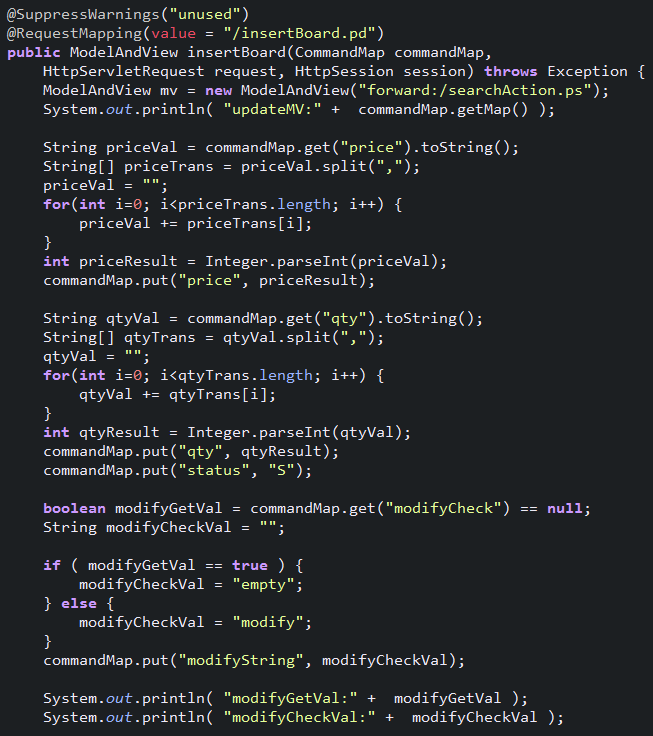 @SuppressWarnings("unused")
@RequestMapping(value = "/insertBoard.pd")
public ModelAndView insertBoard(CommandMap commandMap,
    HttpServletRequest request, HttpSession session) throws Exception {
    ModelAndView mv = new ModelAndView("forward:/searchAction.ps");
    System.out.println( "updateMV:" +  commandMap.getMap() );

    String priceVal = commandMap.get("price").toString();
    String[] priceTrans = priceVal.split(",");
    priceVal = "";
    for(int i=0; i<priceTrans.length; i++) {
        priceVal += priceTrans[i];
    }
    int priceResult = Integer.parseInt(priceVal);
    commandMap.put("price", priceResult);

    String qtyVal = commandMap.get("qty").toString();
    String[] qtyTrans = qtyVal.split(",");
    qtyVal = "";
    for(int i=0; i<qtyTrans.length; i++) {
        qtyVal += qtyTrans[i];
    }
    int qtyResult = Integer.parseInt(qtyVal);
    commandMap.put("qty", qtyResult);
    commandMap.put("status", "S");

    boolean modifyGetVal = commandMap.get("modifyCheck") == null;
    String modifyCheckVal = "";

    if ( modifyGetVal == true ) {
        modifyCheckVal = "empty";
    } else {
        modifyCheckVal = "modify";
    }
    commandMap.put("modifyString", modifyCheckVal);

    System.out.println( "modifyGetVal:" +  modifyGetVal );
    System.out.println( "modifyCheckVal:" +  modifyCheckVal );